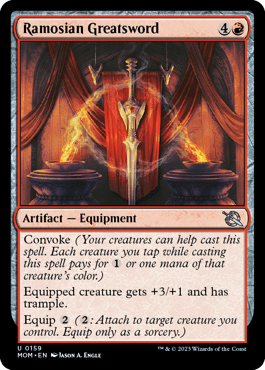 Ramosian Greatsword 4
Artifact — Equipment
Convoke (Your creatures can help cast
this spell. Each creature you tap while casting
this spell pays for 1 or one mana of that
creature's color.)
Equipped creature gets +3/+1 and has
trample.
Equip 2 (2: Attach to target creature you
control. Equip only as a sorcery.)
U 0159
MOM • EN Jason A. Engle
™ & © 2023 Wizards of the Coast